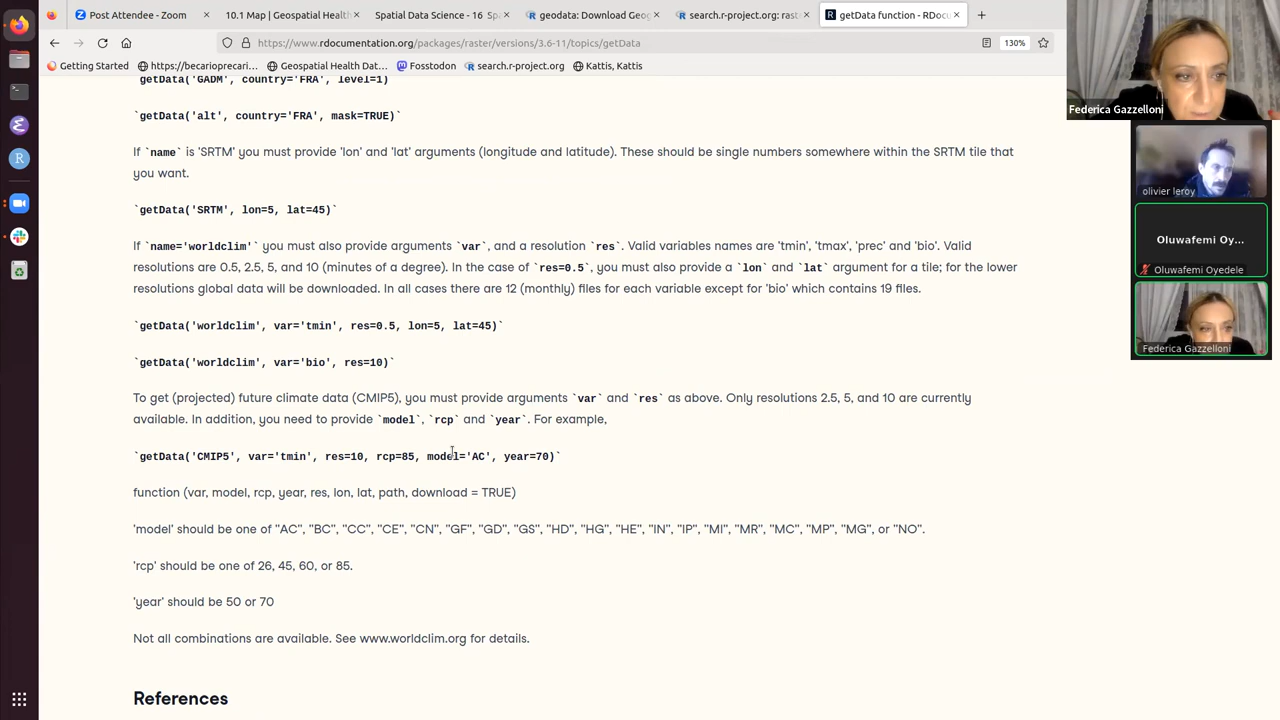 Post Attendee - Zoom
10.1 Map | Geospatial Health
Spatial Data Science - 16 Spa
geodata: Download Geog
search.r-project.org: raste
getData function - RDocu
https://www.rdocumentation.org/packages/raster/versions/3.6-11/topics/getData
130%
Getting Started
https://becarioprecari...
Geospatial Health Dat...
Fosstodon
search.r-project.org
Kattis, Kattis
`getData('GADM', country='FRA', level=1)
`getData('alt', country='FRA', mask=TRUE)`
If `name` is 'SRTM' you must provide 'lon' and 'lat' arguments (longitude and latitude). These should be single numbers somewhere within the SRTM tile that
you want.
`getData('SRTM', lon=5, lat=45)`
If `name='worldclim'` you must also provide arguments `var`, and a resolution `res`. Valid variables names are 'tmin', 'tmax', 'prec' and 'bio'. Valid
resolutions are 0.5, 2.5, 5, and 10 (minutes of a degree). In the case of `res=0.5`, you must also provide a `lon` and `lat` argument for a tile; for the lower
resolutions global data will be downloaded. In all cases there are 12 (monthly) files for each variable except for 'bio' which contains 19 files.
`getData('worldclim', var='tmin', res=0.5, lon=5, lat=45)`
`getData('worldclim', var='bio', res=10)`
To get (projected) future climate data (CMIP5), you must provide arguments `var` and `res` as above. Only resolutions 2.5, 5, and 10 are currently
available. In addition, you need to provide `model`, `rcp` and `year`. For example,
`getData('CMIP5', var='tmin', res=10, rcp=85, model='AC', year=70)`
function (var, model, rcp, year, res, lon, lat, path, download = TRUE)
'model' should be one of "AC", "BC", "CC", "CE", "CN", "GF", "GD", "GS", "HD", "HG", "HE", "IN", "IP", "MI", "MR", "MC", "MP", "MG", or "NO".
'rcp' should be one of 26, 45, 60, or 85.
'year' should be 50 or 70
Not all combinations are available. See www.worldclim.org for details.
References
Federica Gazzelloni
olivier leroy
Oluwafemi Oy...
Oluwafemi Oyedele
Federica Gazzelloni